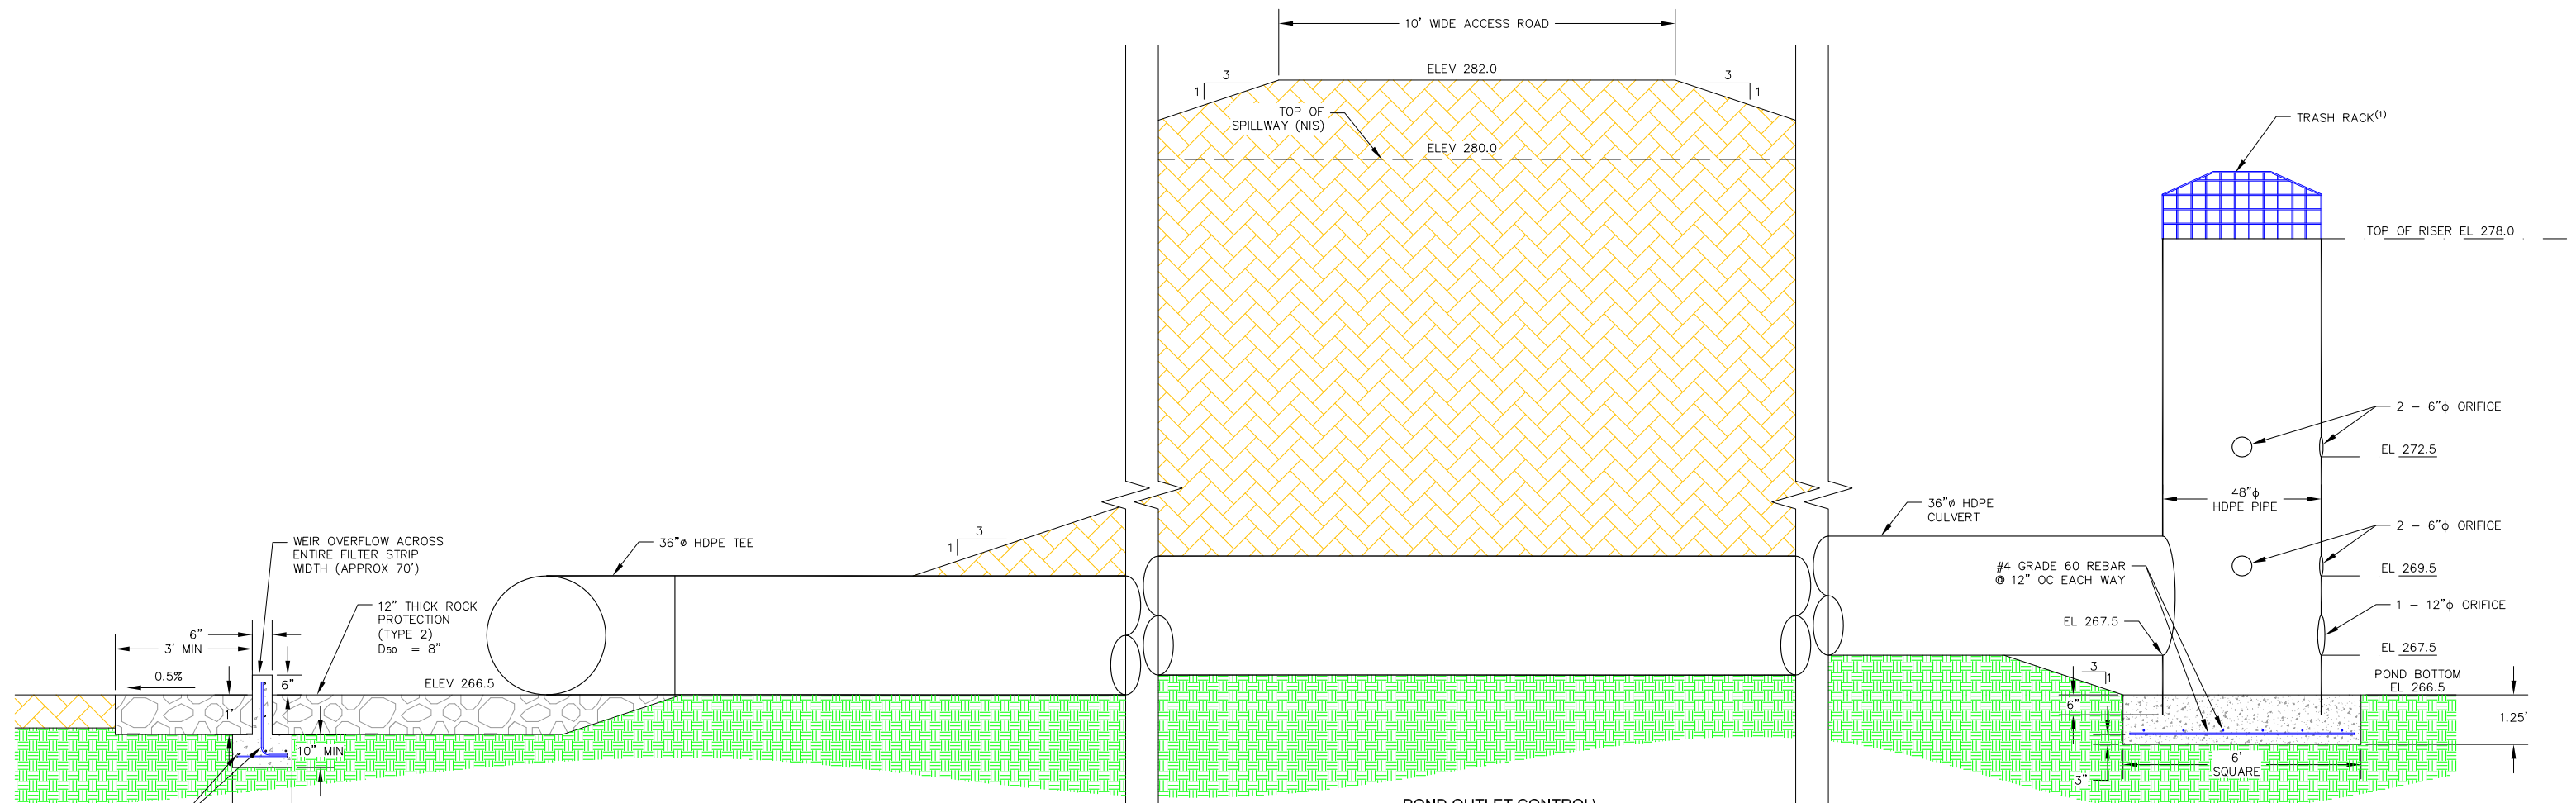 10' WIDE ACCESS ROAD
ELEV 282.0
3
1
3
1
TOP OF
SPILLWAY (NIS)
ELEV 280.0
TRASH RACK(1)
TOP OF RISER EL 278.0
2 - 6"ϕ ORIFICE
EL 272.5
48"ϕ
HDPE PIPE
36"ø HDPE
CULVERT
2 - 6"ϕ ORIFICE
#4 GRADE 60 REBAR
@ 12" OC EACH WAY
EL 269.5
1 - 12"ϕ ORIFICE
EL 267.5
EL 267.5
3
1
POND BOTTOM
EL 266.5
6"
1.25'
6'
SQUARE
3"
3
1
36"ø HDPE TEE
WEIR OVERFLOW ACROSS
ENTIRE FILTER STRIP
WIDTH (APPROX 70')
12" THICK ROCK
PROTECTION
(TYPE 2)
D50 = 8"
6"
3' MIN
0.5%
6"
ELEV 266.5
1'
10" MIN
POND OUTLET CONTROL\